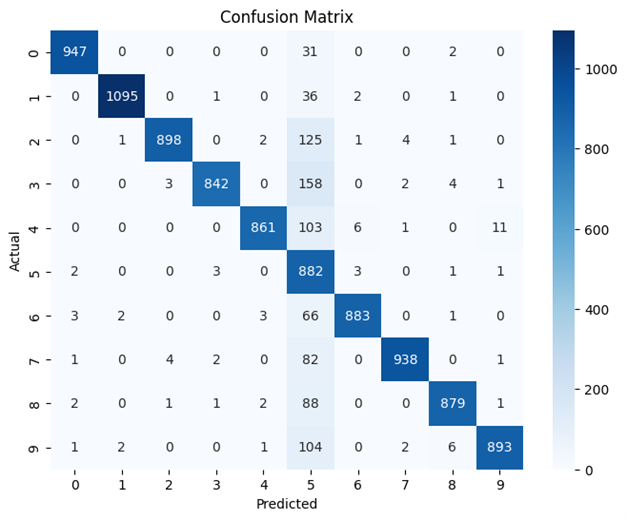 Confusion Matrix
0 947 0 0 0 0 31 0 0 2 0
1 0 1095 0 1 0 36 2 0 1 0
2 0 1 898 0 2 125 1 4 1 0
3 0 0 3 842 0 158 0 2 4 1
4 0 0 0 0 861 103 6 1 0 11
5 2 0 0 3 0 882 3 0 1 1
6 3 2 0 0 3 66 883 0 1 0
7 1 0 4 2 0 82 0 938 0 1
8 2 0 1 1 2 88 0 0 879 1
9 1 2 0 0 1 104 0 2 6 893
0 1 2 3 4 5 6 7 8 9
Predicted
Actual
1000
800
600
400
200
0